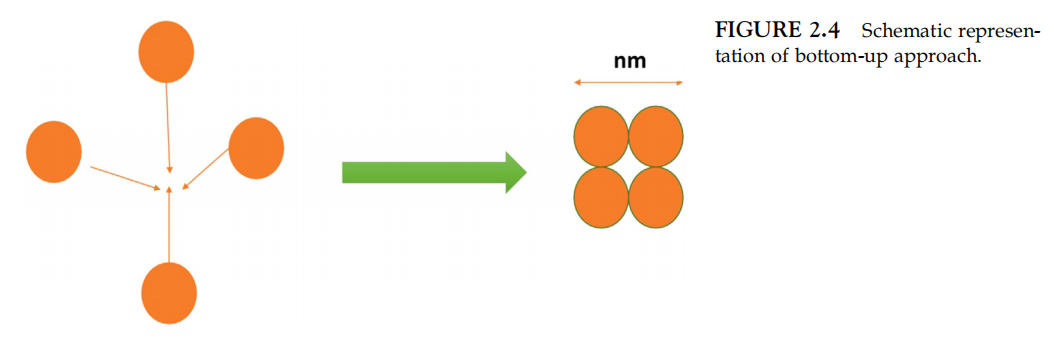 FIGURE 2.4 Schematic represen-
tation of bottom-up approach.
nm